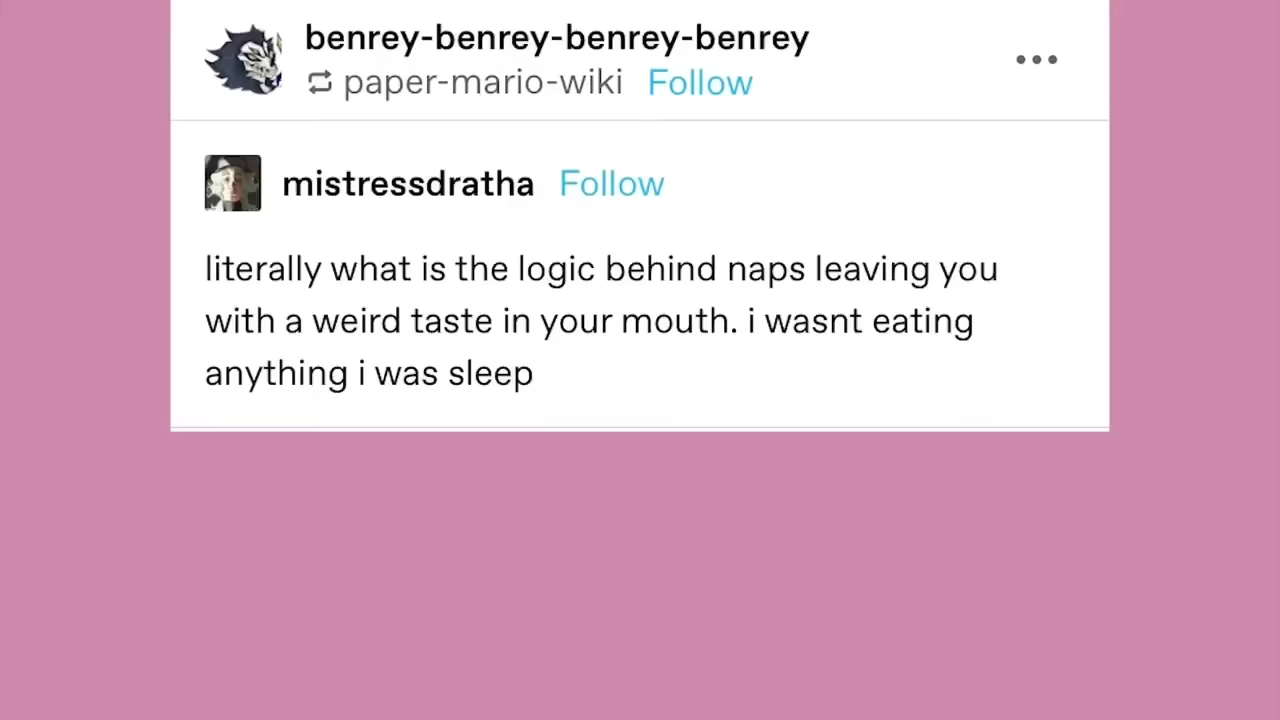 benrey-benrey-benrey-benrey
paper-mario-wiki Follow
mistressdratha Follow
literally what is the logic behind naps leaving you
with a weird taste in your mouth. i wasnt eating
anything i was sleep